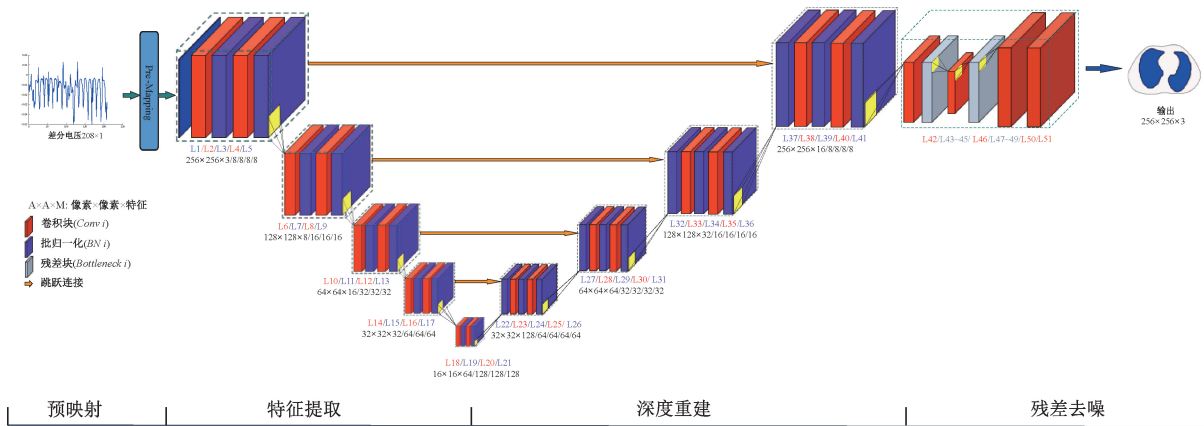 差分电压208×1
Pre-Mapping
L1/L2/L3/L4/L5
256×256×3/8/8/8/8
L6/L7/L8/L9
128×128×8/16/16/16
L10/L11/L12/L13
64×64×16/32/32/32
L14/L15/L16/L17
32×32×32/64/64/64
L18/L19/L20/L21
16×16×64/128/128/128
L22/L23/L24/L25/ L26
32×32×128/64/64/64/64
L27/L28/L29/L30/ L31
64×64×64/32/32/32/32
L32/L33/L34/L35/L36
128×128×32/16/16/16/16
L37/L38/L39/L40/L41
256×256×16/8/8/8/8
L42/L43-45/ L46/L47-49/L50/L51
输出
256×256×3
A×A×M: 像素×像素×特征
卷积块(Conv i)
批归一化(BN i)
残差块(Bottleneck i)
跳跃连接
预映射
特征提取
深度重建
残差去噪